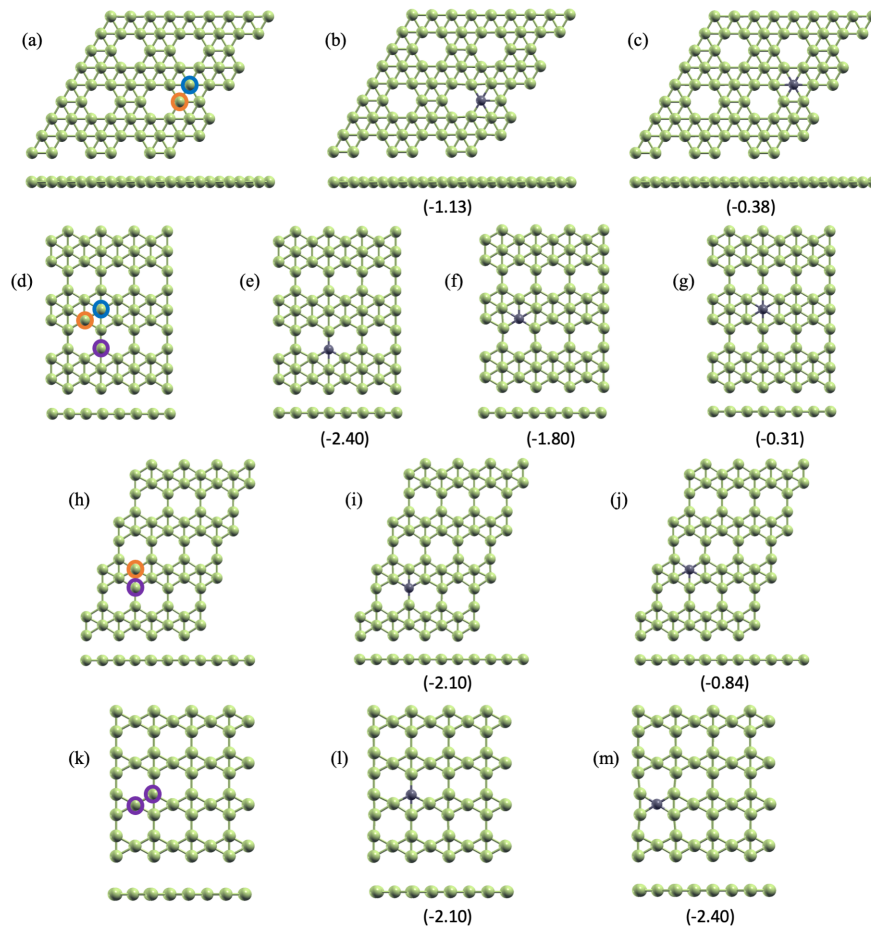 (a) (b) (c)
(-1.13) (-0.38)
(d) (e) (f) (g)
(-2.40) (-1.80) (-0.31)
(h) (i) (j)
(-2.10) (-0.84)
(k) (l) (m)
(-2.10) (-2.40)